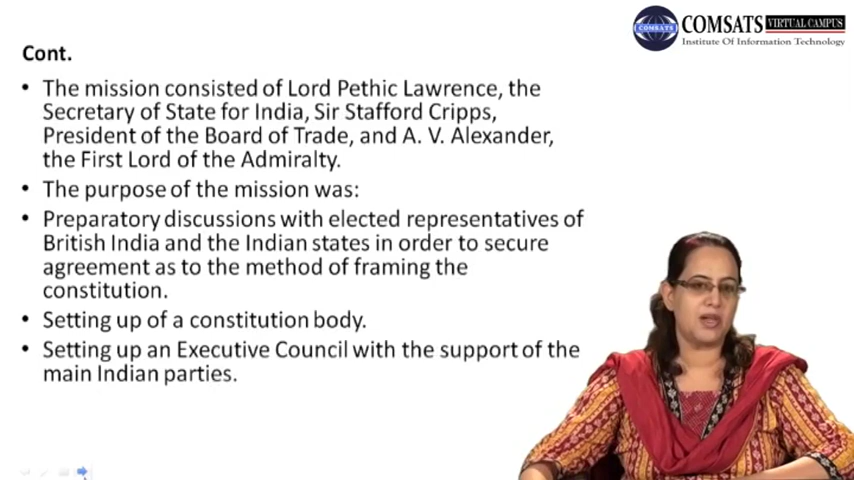 COMSATS VIRTUAL CAMPUS
COMSATS
Institute Of Information Technology
Cont.
• The mission consisted of Lord Pethic Lawrence, the
Secretary of State for India, Sir Stafford Cripps,
President of the Board of Trade, and A. V. Alexander,
the First Lord of the Admiralty.
• The purpose of the mission was:
• Preparatory discussions with elected representatives of
British India and the Indian states in order to secure
agreement as to the method of framing the
constitution.
• Setting up of a constitution body.
• Setting up an Executive Council with the support of the
main Indian parties.